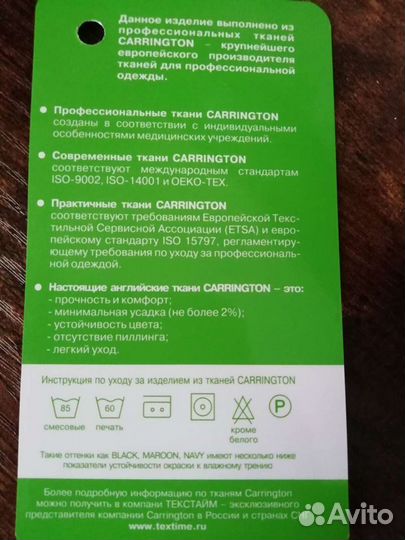 Данное изделие выполнено из
профессиональных тканей
CARRINGTON – крупнейшего
европейского производителя
тканей для профессиональной
одежды.
Профессиональные ткани CARRINGTON
созданы в соответствии с индивидуальными
особенностями медицинских учреждений.
Современные ткани CARRINGTON
соответствуют международным стандартам
ISO-9002, ISO-14001 и OEKO-TEX.
Практичные ткани CARRINGTON
соответствуют требованиям Европейской Текс-
тильной Сервисной Ассоциации (ETSA) и евро-
пейскому стандарту ISO 15797, регламентиру-
ющему требования по уходу за профессиональ-
ной одеждой.
Настоящие английские ткани CARRINGTON – это:
- прочность и комфорт;
- минимальная усадка (не более 2%);
- устойчивость цвета;
- отсутствие пиллинга;
- легкий уход.
Инструкция по уходу за изделием из тканей CARRINGTON
85 60 P
смесовые печать кроме
белого
Такие оттенки как BLACK, MAROON, NAVY имеют несколько ниже
показатели устойчивости окраски к влажному трению
Более подробную информацию по тканям Carrington
можно получить в компании ТЕКСТАЙМ – эксклюзивного
представителя компании Carrington в России и странах
www.textime.ru
Avito